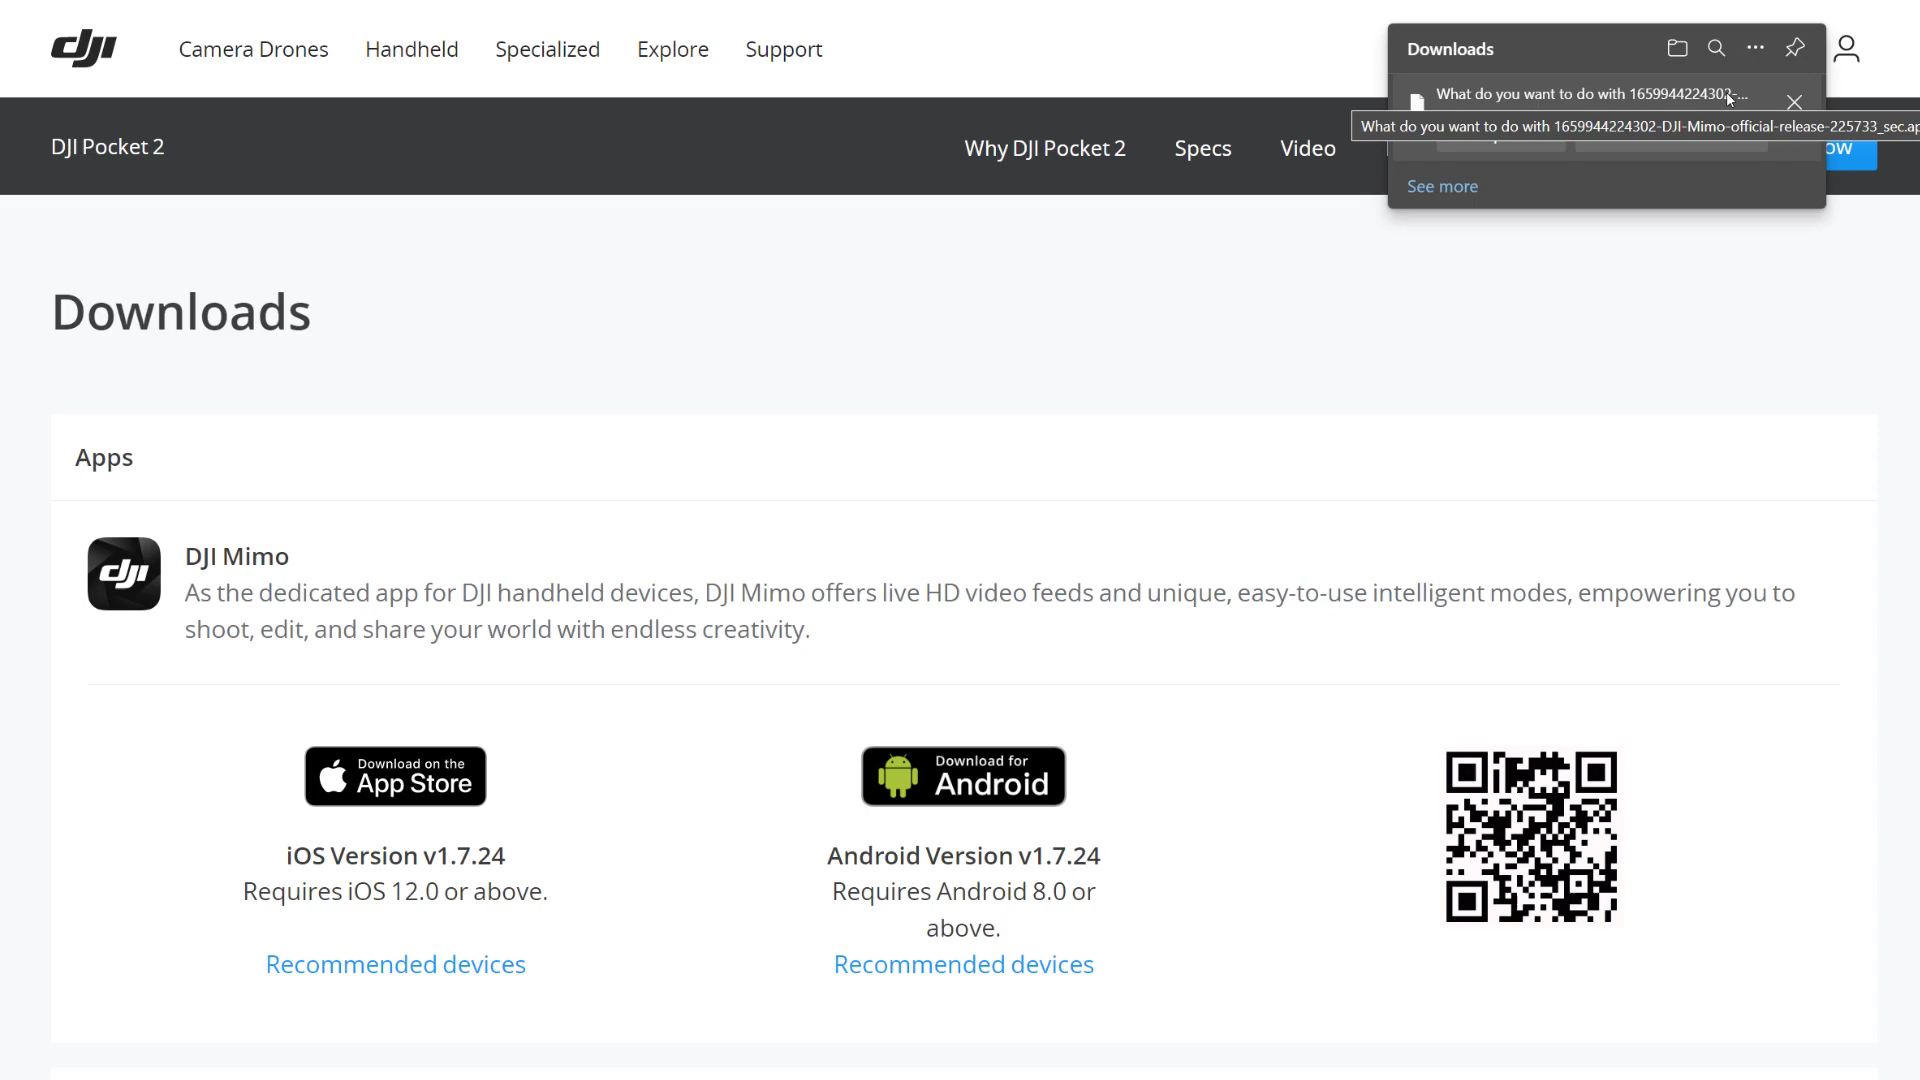 dji
Camera Drones
Handheld
Specialized
Explore
Support
Downloads
What do you want to do with 1659944224302-...
What do you want to do with 1659944224302-DJI-Mimo-official-release-225733_sec.ap
See more
DJI Pocket 2
Why DJI Pocket 2
Specs
Video
ow
Downloads
Apps
dji
DJI Mimo
As the dedicated app for DJI handheld devices, DJI Mimo offers live HD video feeds and unique, easy-to-use intelligent modes, empowering you to
shoot, edit, and share your world with endless creativity.
Download on the
App Store
iOS Version v1.7.24
Requires iOS 12.0 or above.
Recommended devices
Download for
Android
Android Version v1.7.24
Requires Android 8.0 or
above.
Recommended devices